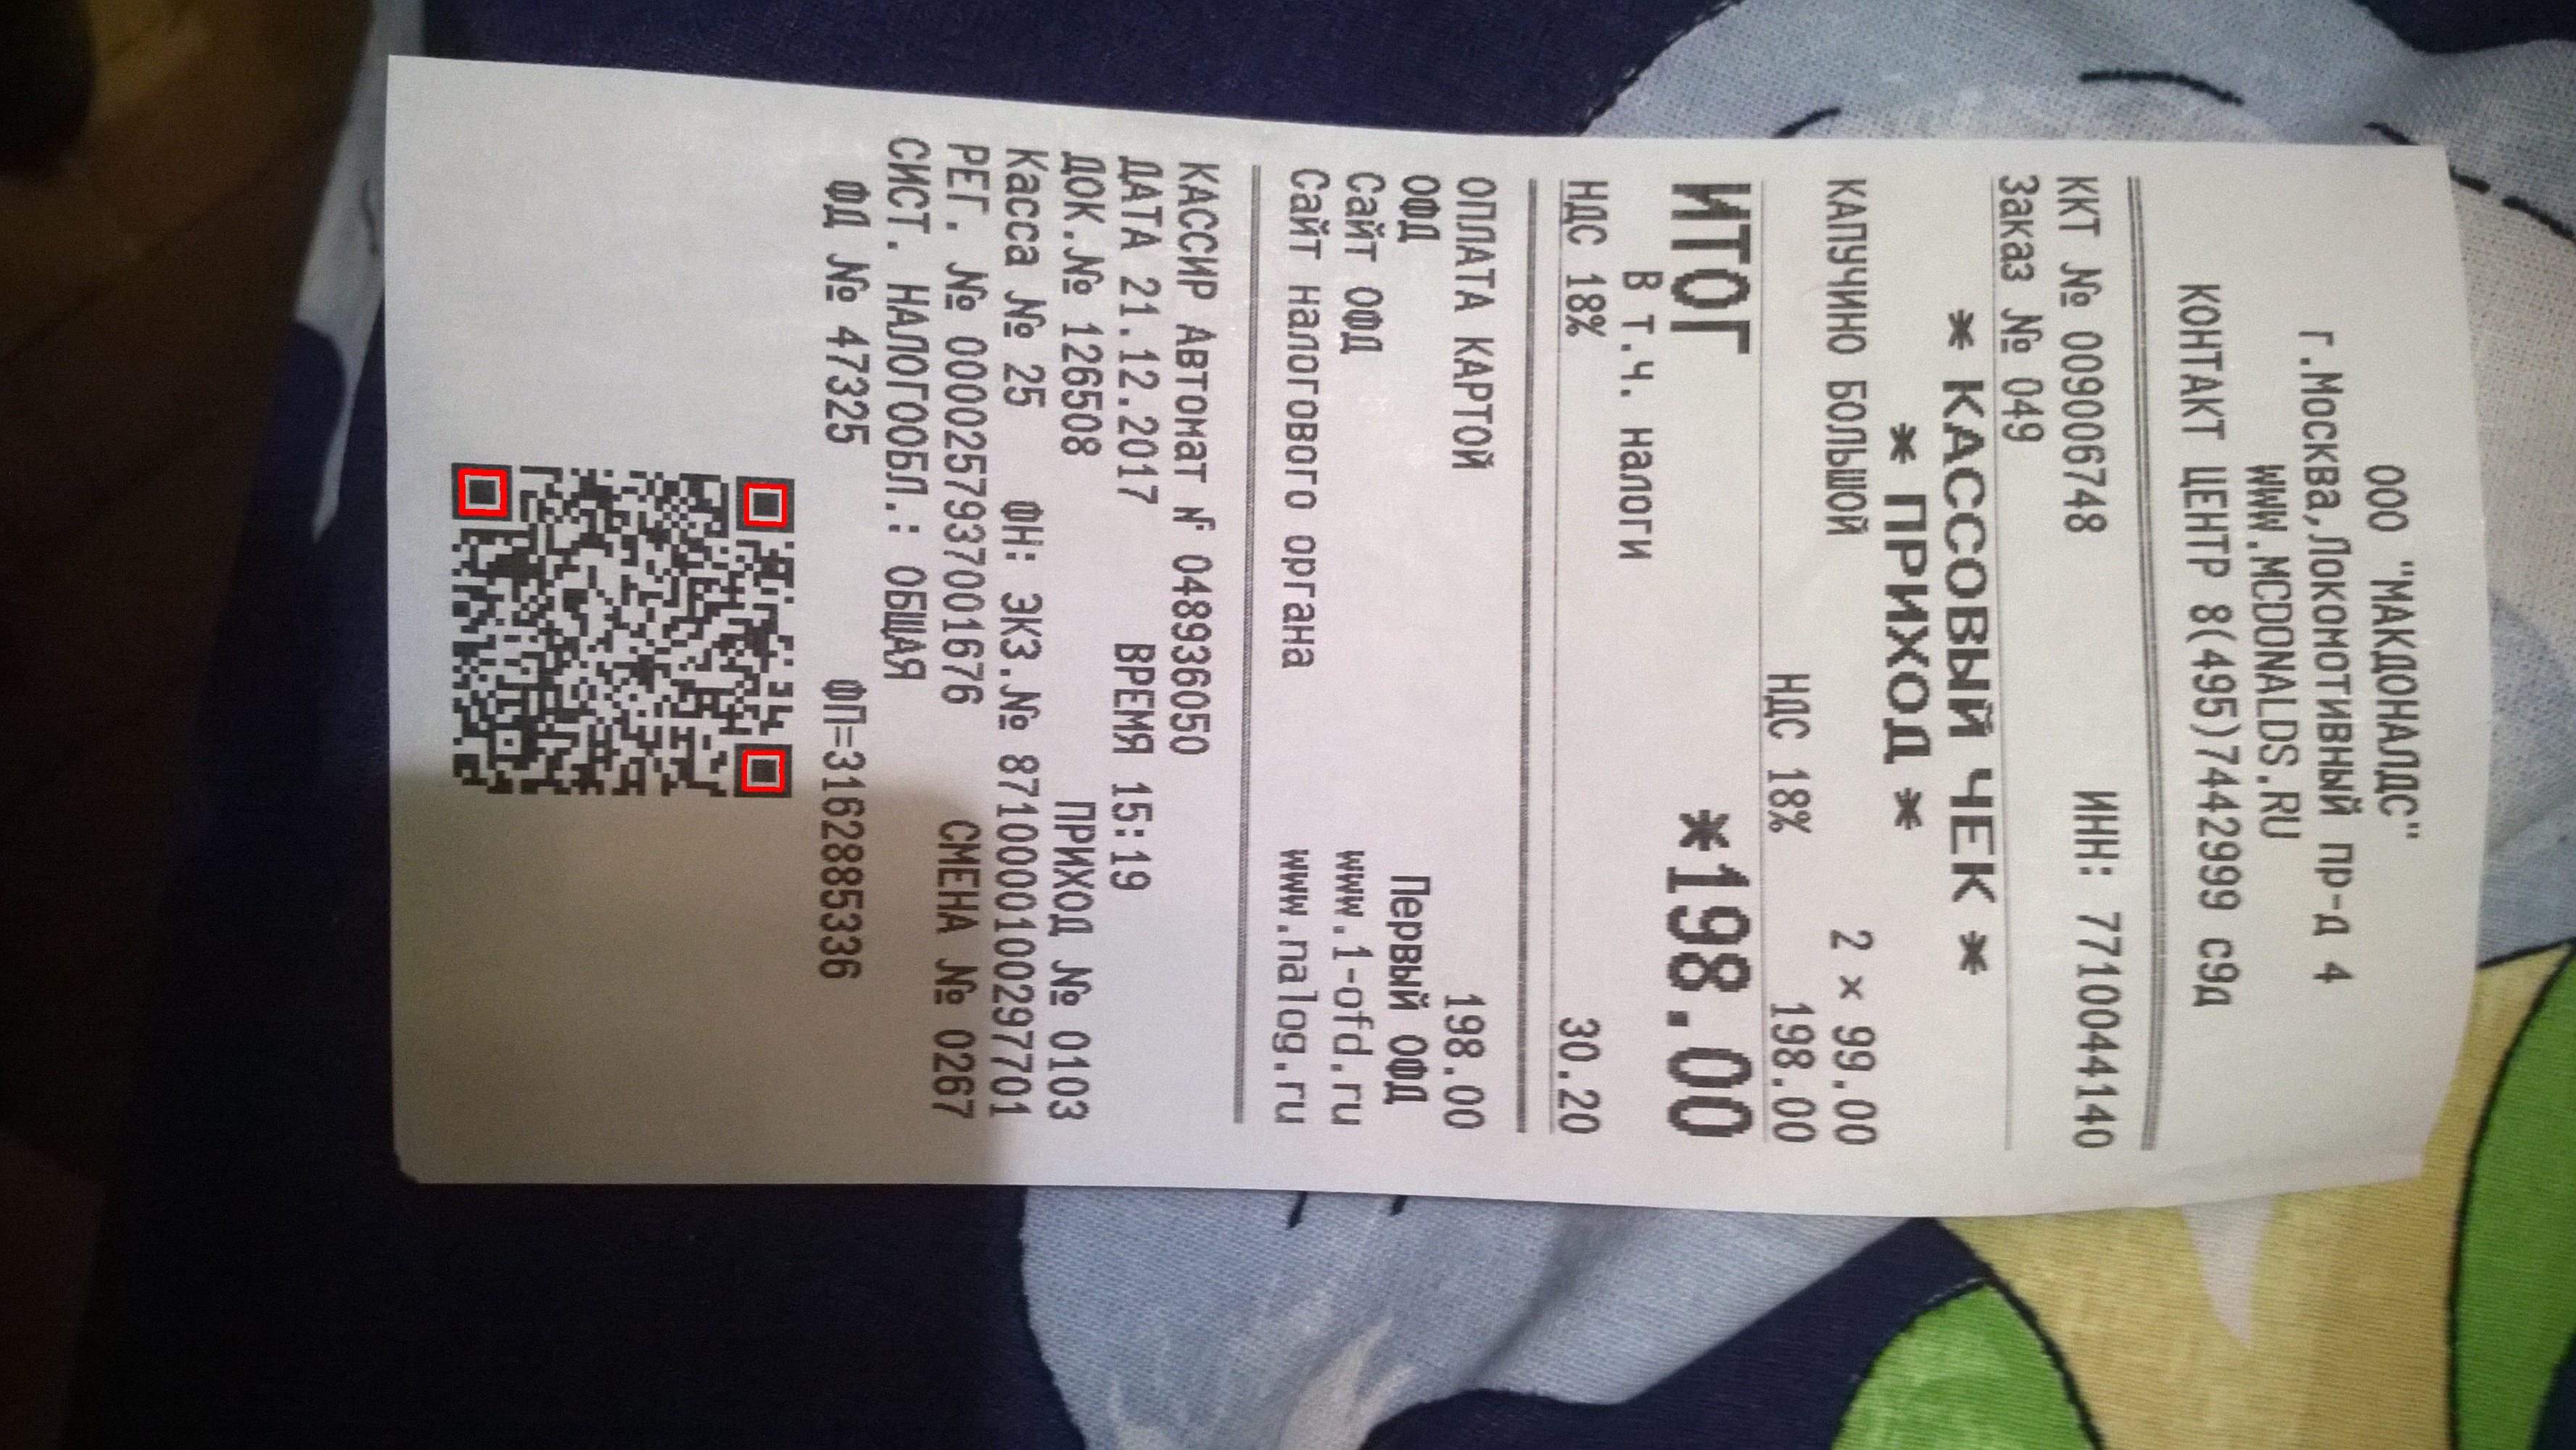 ООО "МАКДОНАЛДС"
г.Москва,Локомотивный пр-д 4
WWW.MCDONALDS.RU
КОНТАКТ ЦЕНТР 8(495)7442999 с9д
ККТ № 0090006748 ИНН: 7710044140
Заказ № 049
* КАССОВЫЙ ЧЕК *
* ПРИХОД *
КАПУЧИНО БОЛЬШОЙ 2 × 99.00
НДС 18% 198.00
ИТОГ *198.00
В т.ч. налоги
НДС 18% 30.20
ОПЛАТА КАРТОЙ 198.00
ОФД Первый ОФД
Сайт ОФД www.1-ofd.ru
Сайт налогового органа www.nalog.ru
КАССИР Автомат № 048936050
ДАТА 21.12.2017 ВРЕМЯ 15:19
ДОК.№ 126508 ПРИХОД № 0103
Касса № 25 ФН: ЭКЗ.№ 8710000100297701
РЕГ. № 0000257937001676 СМЕНА № 0267
СИСТ. НАЛОГООБЛ.: ОБЩАЯ
ФД № 47325 ФП=3162885336